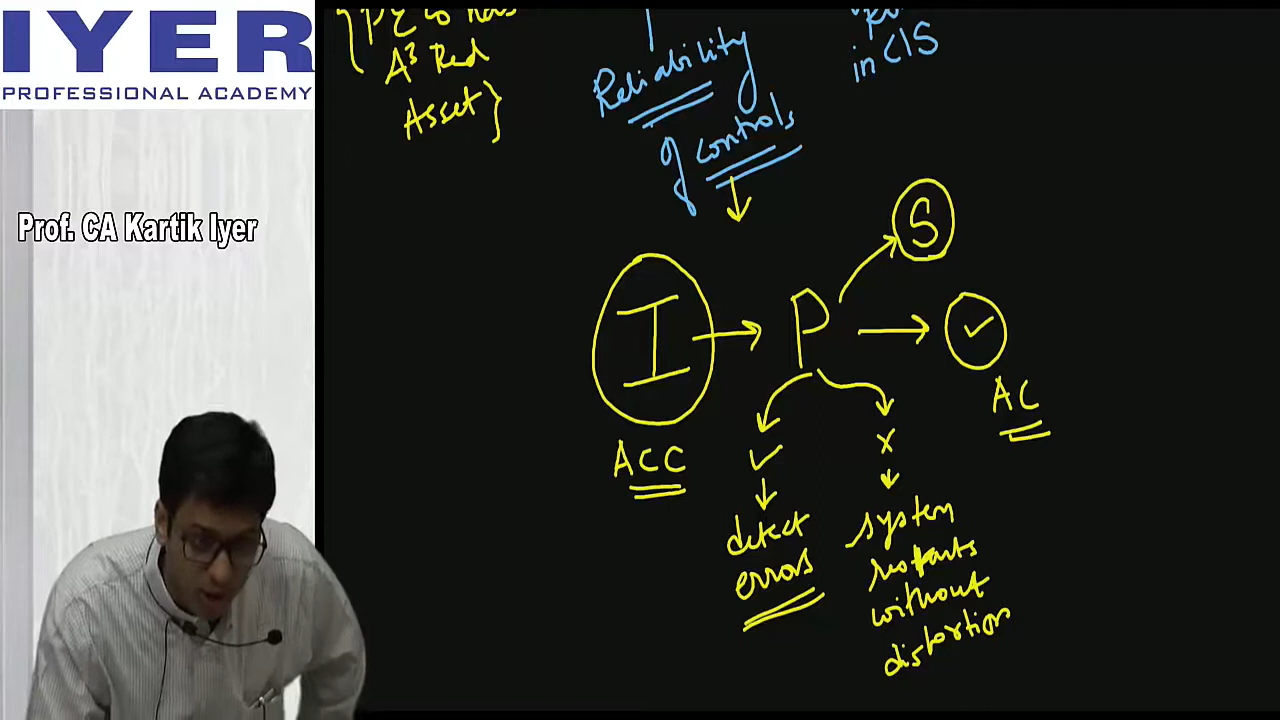 IYER
PROFESSIONAL ACADEMY
Prof. CA Kartik Iyer
A³ Red
Asset}
Reliability
of controls
in CIS
S
I
P
✓
ACC
AC
✓
x
detect
errors
system
restarts
without
distortion